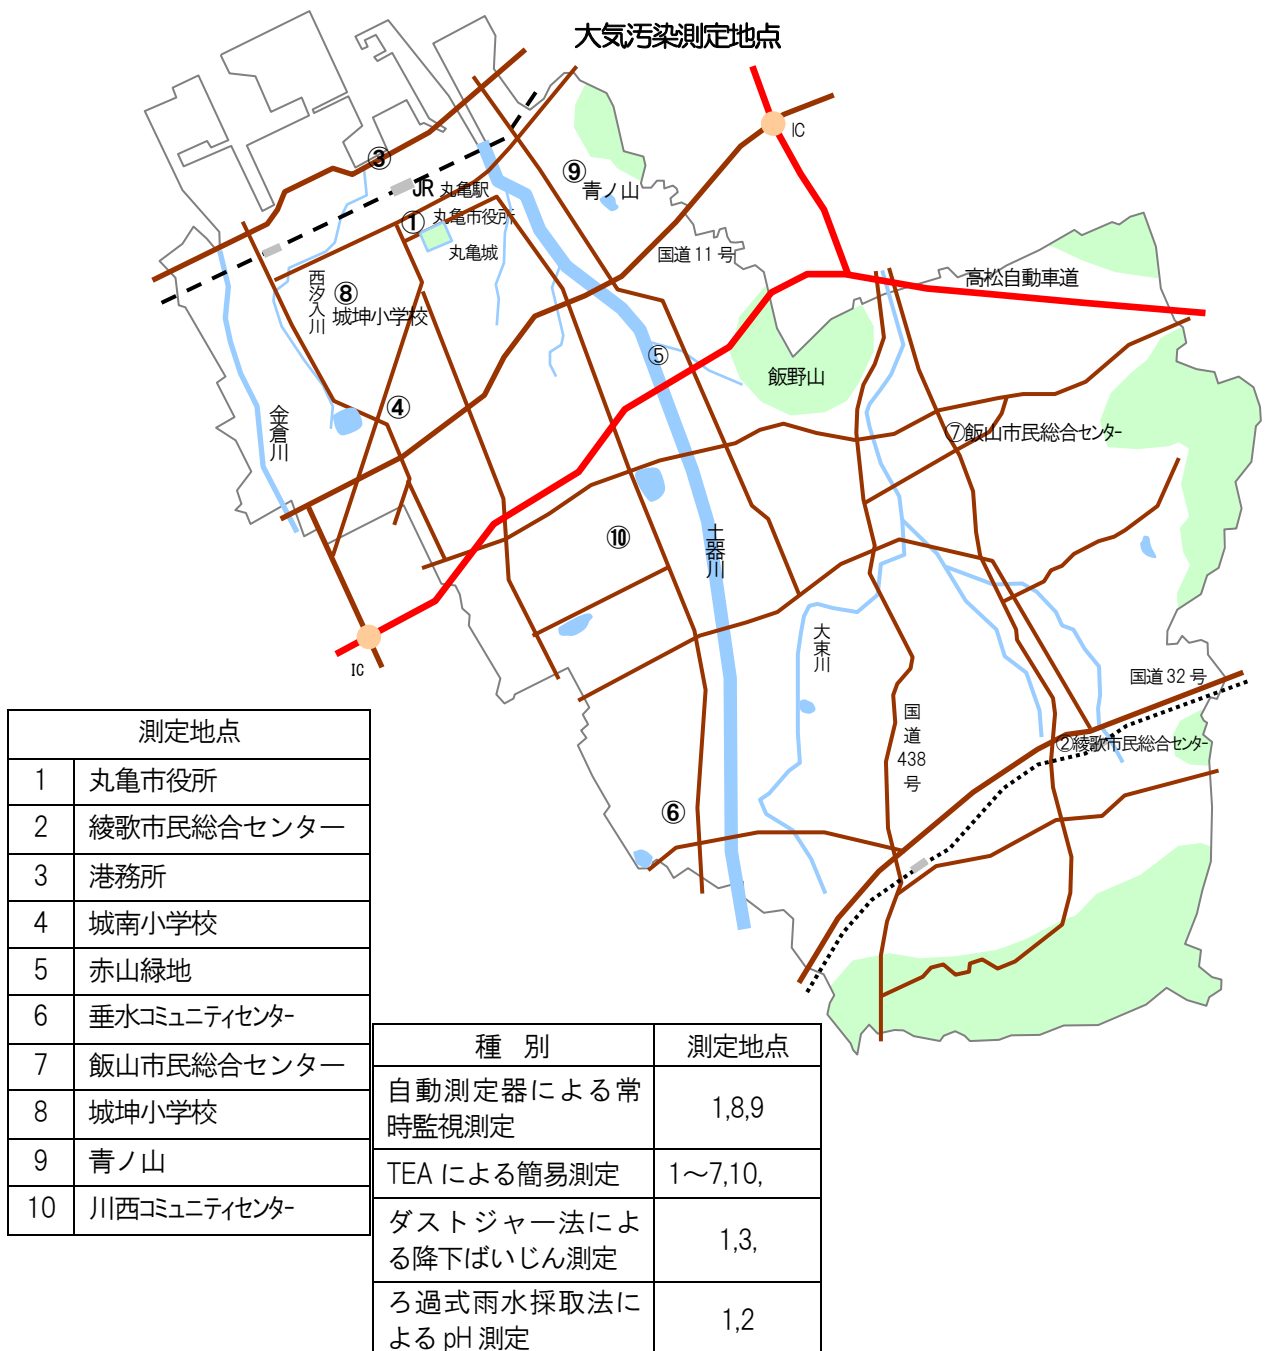 大気汚染測定地点
IC
③
⑨
青ノ山
JR 丸亀駅
① 丸亀市役所
丸亀城
国道 11 号
高松自動車道
西汐入川
⑧
城坤小学校
⑤
飯野山
④
金倉川
⑦飯山市民総合センター
⑩
土器川
大束川
IC
国道 32 号
国道438号
②綾歌市民総合センター
⑥
測定地点
1 丸亀市役所
2 綾歌市民総合センター
3 港務所
4 城南小学校
5 赤山緑地
6 垂水コミュニティセンター
7 飯山市民総合センター
8 城坤小学校
9 青ノ山
10 川西コミュニティセンター
種 別 測定地点
自動測定器による常
時監視測定 1,8,9
TEA による簡易測定 1～7,10,
ダストジャー法によ
る降下ばいじん測定 1,3,
ろ過式雨水採取法に
よる pH 測定 1,2